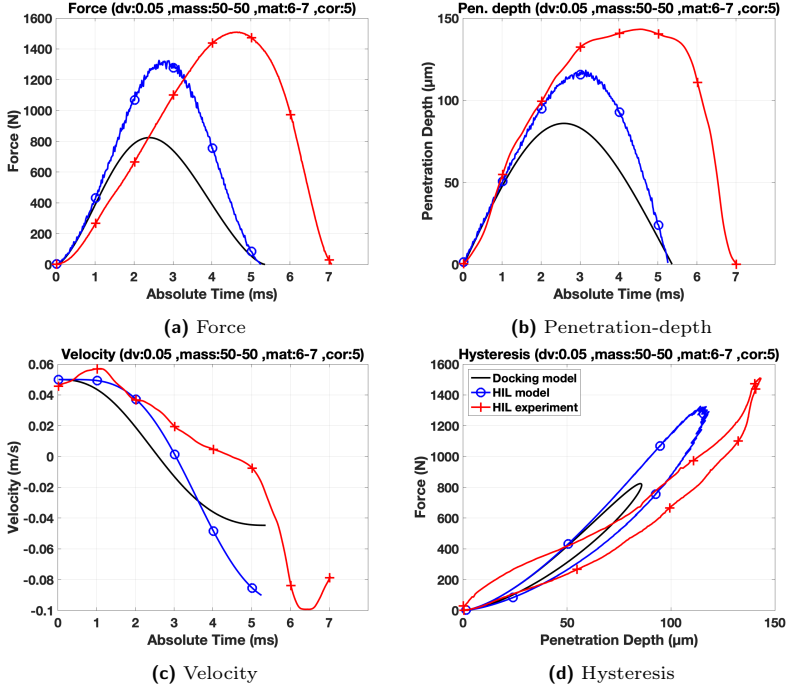 Force (dv:0.05 ,mass:50-50 ,mat:6-7 ,cor:5)
1600
1400
1200
1000
800
600
400
200
0
Force (N)
0 1 2 3 4 5 6 7
Absolute Time (ms)
(a) Force
Pen. depth (dv:0.05 ,mass:50-50 ,mat:6-7 ,cor:5)
150
100
50
0
Penetration Depth (µm)
0 1 2 3 4 5 6 7
Absolute Time (ms)
(b) Penetration-depth
Velocity (dv:0.05 ,mass:50-50 ,mat:6-7 ,cor:5)
0.06
0.04
0.02
0
-0.02
-0.04
-0.06
-0.08
-0.1
Velocity (m/s)
0 1 2 3 4 5 6 7
Absolute Time (ms)
(c) Velocity
Hysteresis (dv:0.05 ,mass:50-50 ,mat:6-7 ,cor:5)
Docking model
HIL model
HIL experiment
1600
1400
1200
1000
800
600
400
200
0
Force (N)
50 100 150
Penetration Depth (µm)
(d) Hysteresis